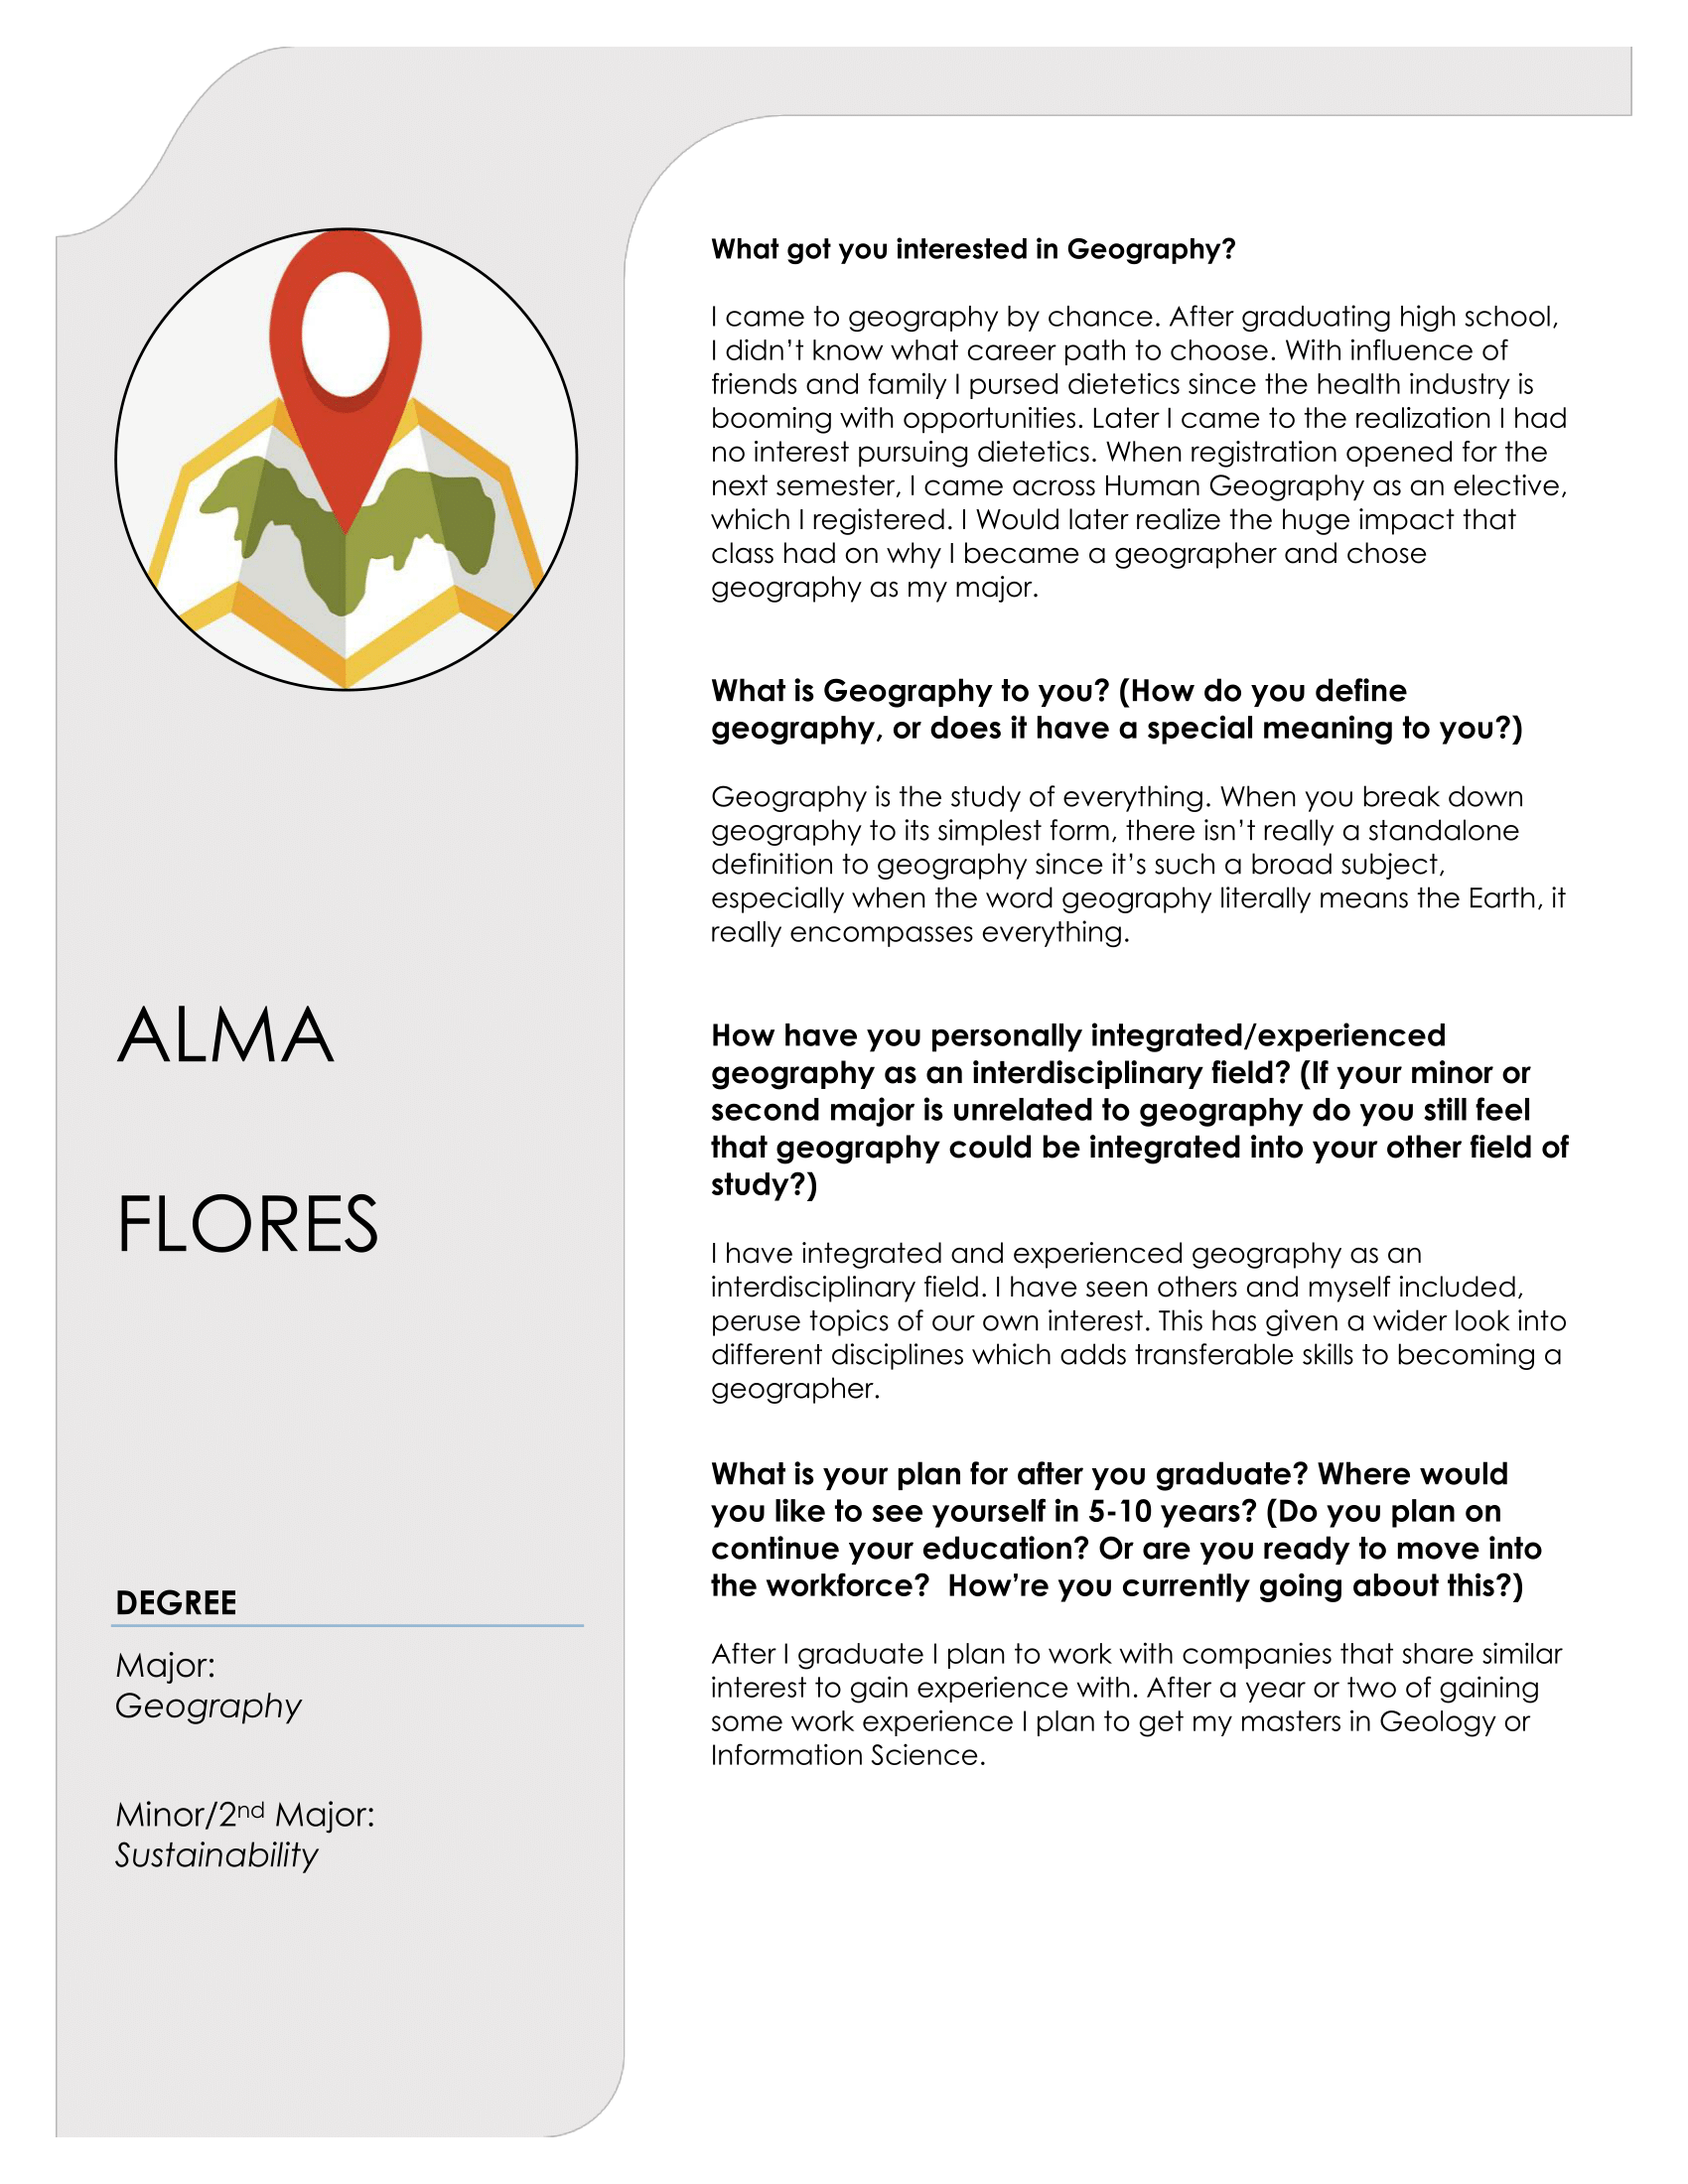 ALMA
FLORES
DEGREE
Major:
Geography
Minor/2nd Major:
Sustainability
What got you interested in Geography?
I came to geography by chance. After graduating high school,
I didn’t know what career path to choose. With influence of
friends and family I pursed dietetics since the health industry is
booming with opportunities. Later I came to the realization I had
no interest pursuing dietetics. When registration opened for the
next semester, I came across Human Geography as an elective,
which I registered. I Would later realize the huge impact that
class had on why I became a geographer and chose
geography as my major.
What is Geography to you? (How do you define
geography, or does it have a special meaning to you?)
Geography is the study of everything. When you break down
geography to its simplest form, there isn’t really a standalone
definition to geography since it’s such a broad subject,
especially when the word geography literally means the Earth, it
really encompasses everything.
How have you personally integrated/experienced
geography as an interdisciplinary field? (If your minor or
second major is unrelated to geography do you still feel
that geography could be integrated into your other field of
study?)
I have integrated and experienced geography as an
interdisciplinary field. I have seen others and myself included,
peruse topics of our own interest. This has given a wider look into
different disciplines which adds transferable skills to becoming a
geographer.
What is your plan for after you graduate? Where would
you like to see yourself in 5-10 years? (Do you plan on
continue your education? Or are you ready to move into
the workforce?  How’re you currently going about this?)
After I graduate I plan to work with companies that share similar
interest to gain experience with. After a year or two of gaining
some work experience I plan to get my masters in Geology or
Information Science.